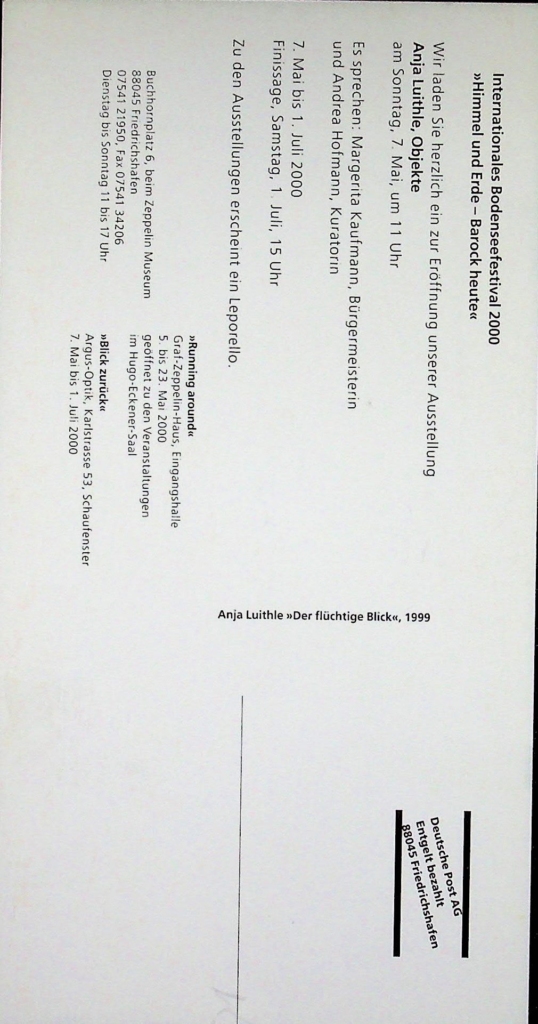 Internationales Bodenseefestival 2000
»Himmel und Erde – Barock heute«
Wir laden Sie herzlich ein zur Eröffnung unserer Ausstellung
Anja Luithle, Objekte
am Sonntag, 7. Mai, um 11 Uhr
Es sprechen: Margerita Kaufmann, Bürgermeisterin
und Andrea Hofmann, Kuratorin
7. Mai bis 1. Juli 2000
Finissage, Samstag, 1. Juli, 15 Uhr
Zu den Ausstellungen erscheint ein Leporello.
Buchhornplatz 6, beim Zeppelin Museum
88045 Friedrichshafen
07541 21950, Fax 07541 34206
Dienstag bis Sonntag 11 bis 17 Uhr
»Running around«
Graf-Zeppelin-Haus, Eingangshalle
5. bis 23. Mai 2000
geöffnet zu den Veranstaltungen
im Hugo-Eckener-Saal
»Blick zurück«
Argus-Optik, Karlstrasse 53, Schaufenster
7. Mai bis 1. Juli 2000
Anja Luithle »Der flüchtige Blick«, 1999
Deutsche Post AG
Entgelt bezahlt
88045 Friedrichshafen